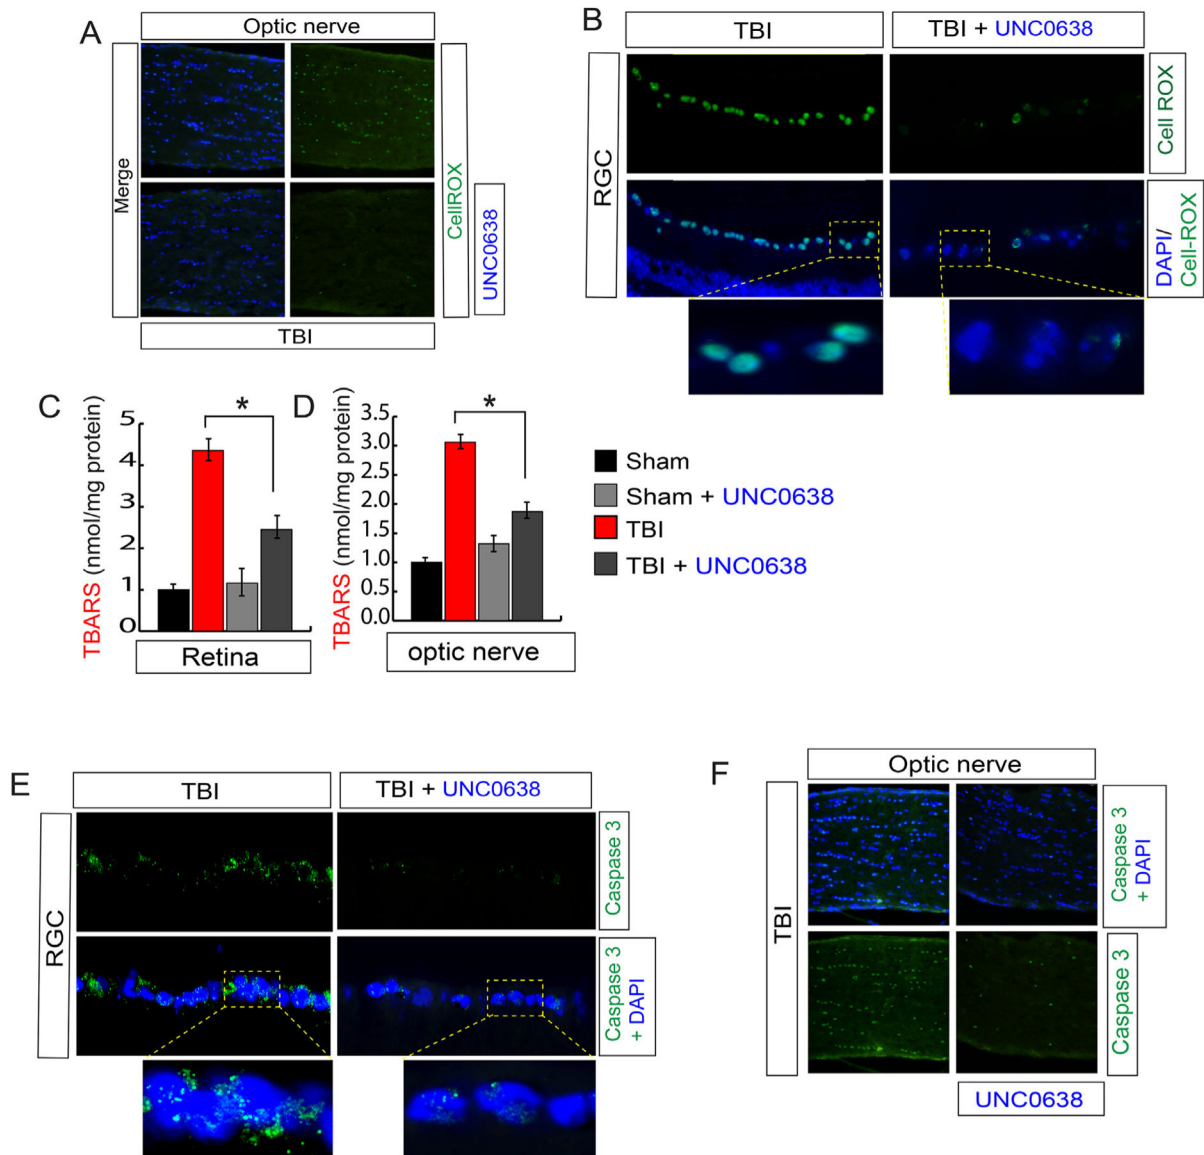 A
Optic nerve
Merge
CellROX
UNC0638
TBI
B
TBI
TBI + UNC0638
RGC
Cell ROX
DAPI/
Cell-ROX
C
TBARS (nmol/mg protein)
5
4
3
2
1
0
*
Retina
D
TBARS (nmol/mg protein)
3.5
3.0
2.5
2.0
1.5
1.0
0.5
0.0
*
optic nerve
Sham
Sham + UNC0638
TBI
TBI + UNC0638
E
TBI
TBI + UNC0638
RGC
Caspase 3
Caspase 3
+ DAPI
F
Optic nerve
TBI
Caspase 3
+ DAPI
Caspase 3
UNC0638